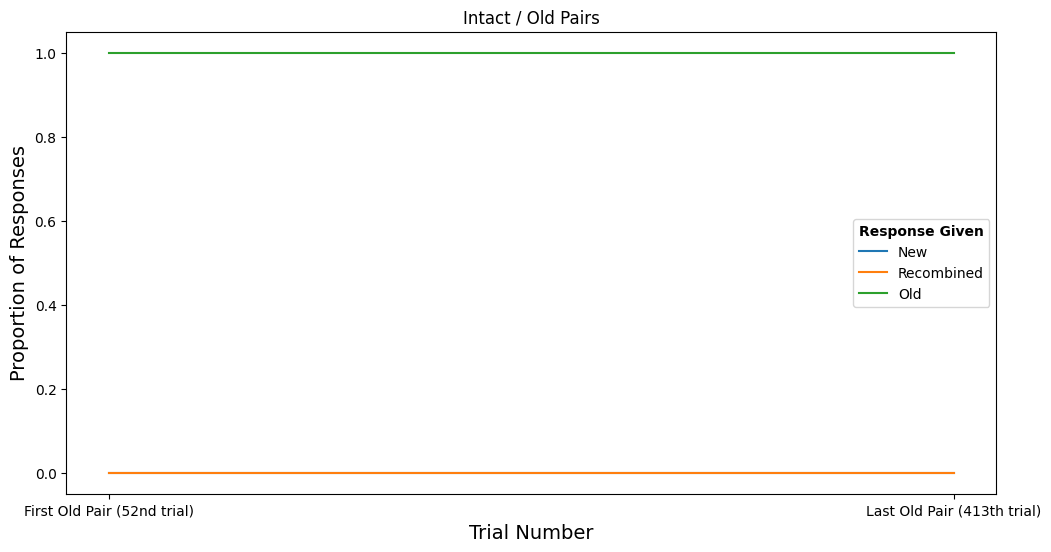 Intact / Old Pairs
Proportion of Responses
1.0
0.8
0.6
0.4
0.2
0.0
Response Given
New
Recombined
Old
First Old Pair (52nd trial)
Last Old Pair (413th trial)
Trial Number